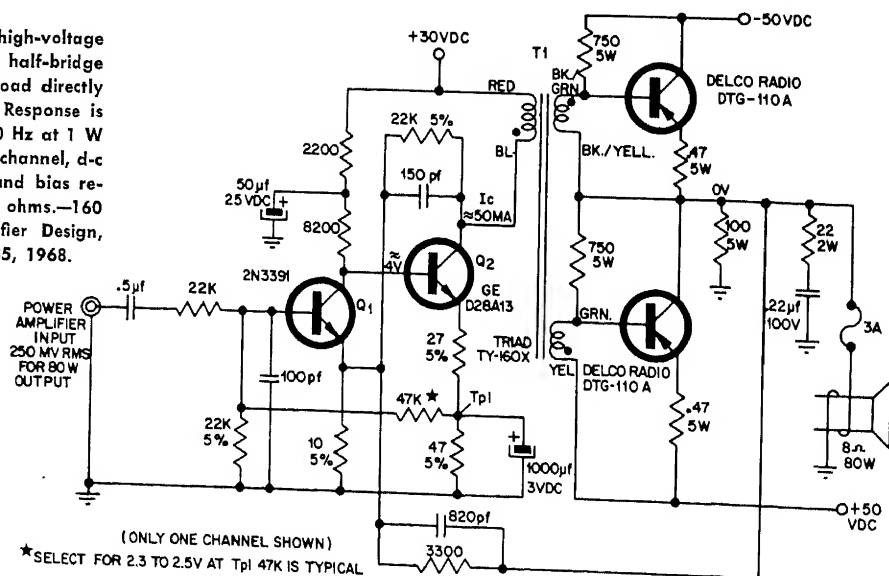 high-voltage
half-bridge
oad directly
Response is
0 Hz at 1 W
channel, d-c
and bias re-
ohms.—160
fier Design,
5, 1968.
+30VDC
T1
-50VDC
750
5W
BK./
GRN
RED
DELCO RADIO
DTG-110 A
22K 5%
2200
BL.
BK./YELL.
.47
5W
150 pf
50µf
25 VDC
Ic
≈50MA
0V
8200
≈
4V
750
5W
100
5W
22
2W
2N3391
Q1
Q2
GE
D28A13
.5µf
22K
GRN.
.22µf
100V
3A
POWER
AMPLIFIER
INPUT
250 MV RMS
FOR 80W
OUTPUT
27
5%
TRIAD
TY-160X
YEL
DELCO RADIO
DTG-110 A
100pf
47K ★
Tp1
.47
5W
22K
5%
10
5%
47
5%
1000µf
3VDC
8Ω
80W
820pf
+50
VDC
(ONLY ONE CHANNEL SHOWN)
3300
★SELECT FOR 2.3 TO 2.5V AT Tp1 47K IS TYPICAL